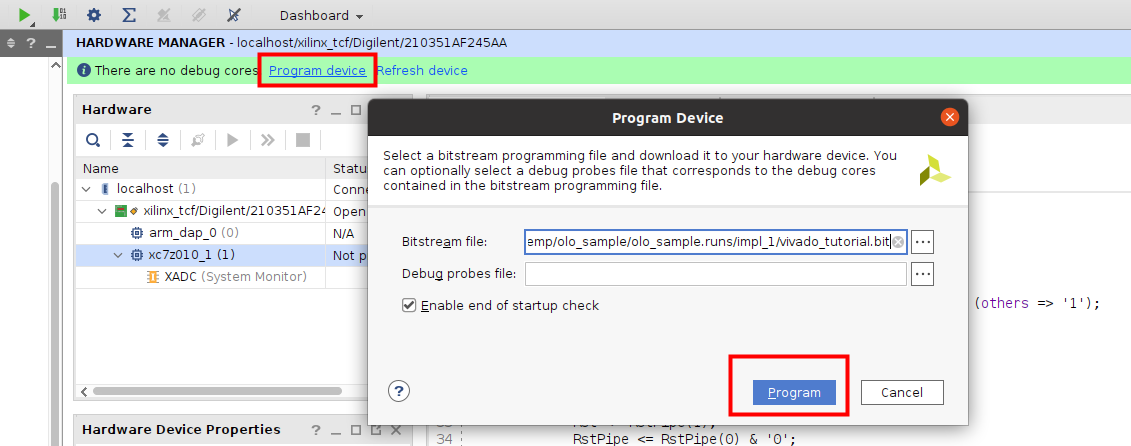 Dashboard
HARDWARE MANAGER - localhost/xilinx_tcf/Digilent/210351AF245AA
There are no debug cores. Program device Refresh device
Hardware
Name Statu
localhost (1) Conne
xilinx_tcf/Digilent/210351AF24 Open
arm_dap_0 (0) N/A
xc7z010_1 (1) Not p
XADC (System Monitor)
Hardware Device Properties
Program Device
Select a bitstream programming file and download it to your hardware device. You
can optionally select a debug probes file that corresponds to the debug cores
contained in the bitstream programming file.
Bitstream file: emp/olo_sample/olo_sample.runs/impl_1/vivado_tutorial.bit
Debug probes file:
Enable end of startup check
? Program Cancel
(others => '1');
34 RstPipe <= RstPipe(0) & '0';